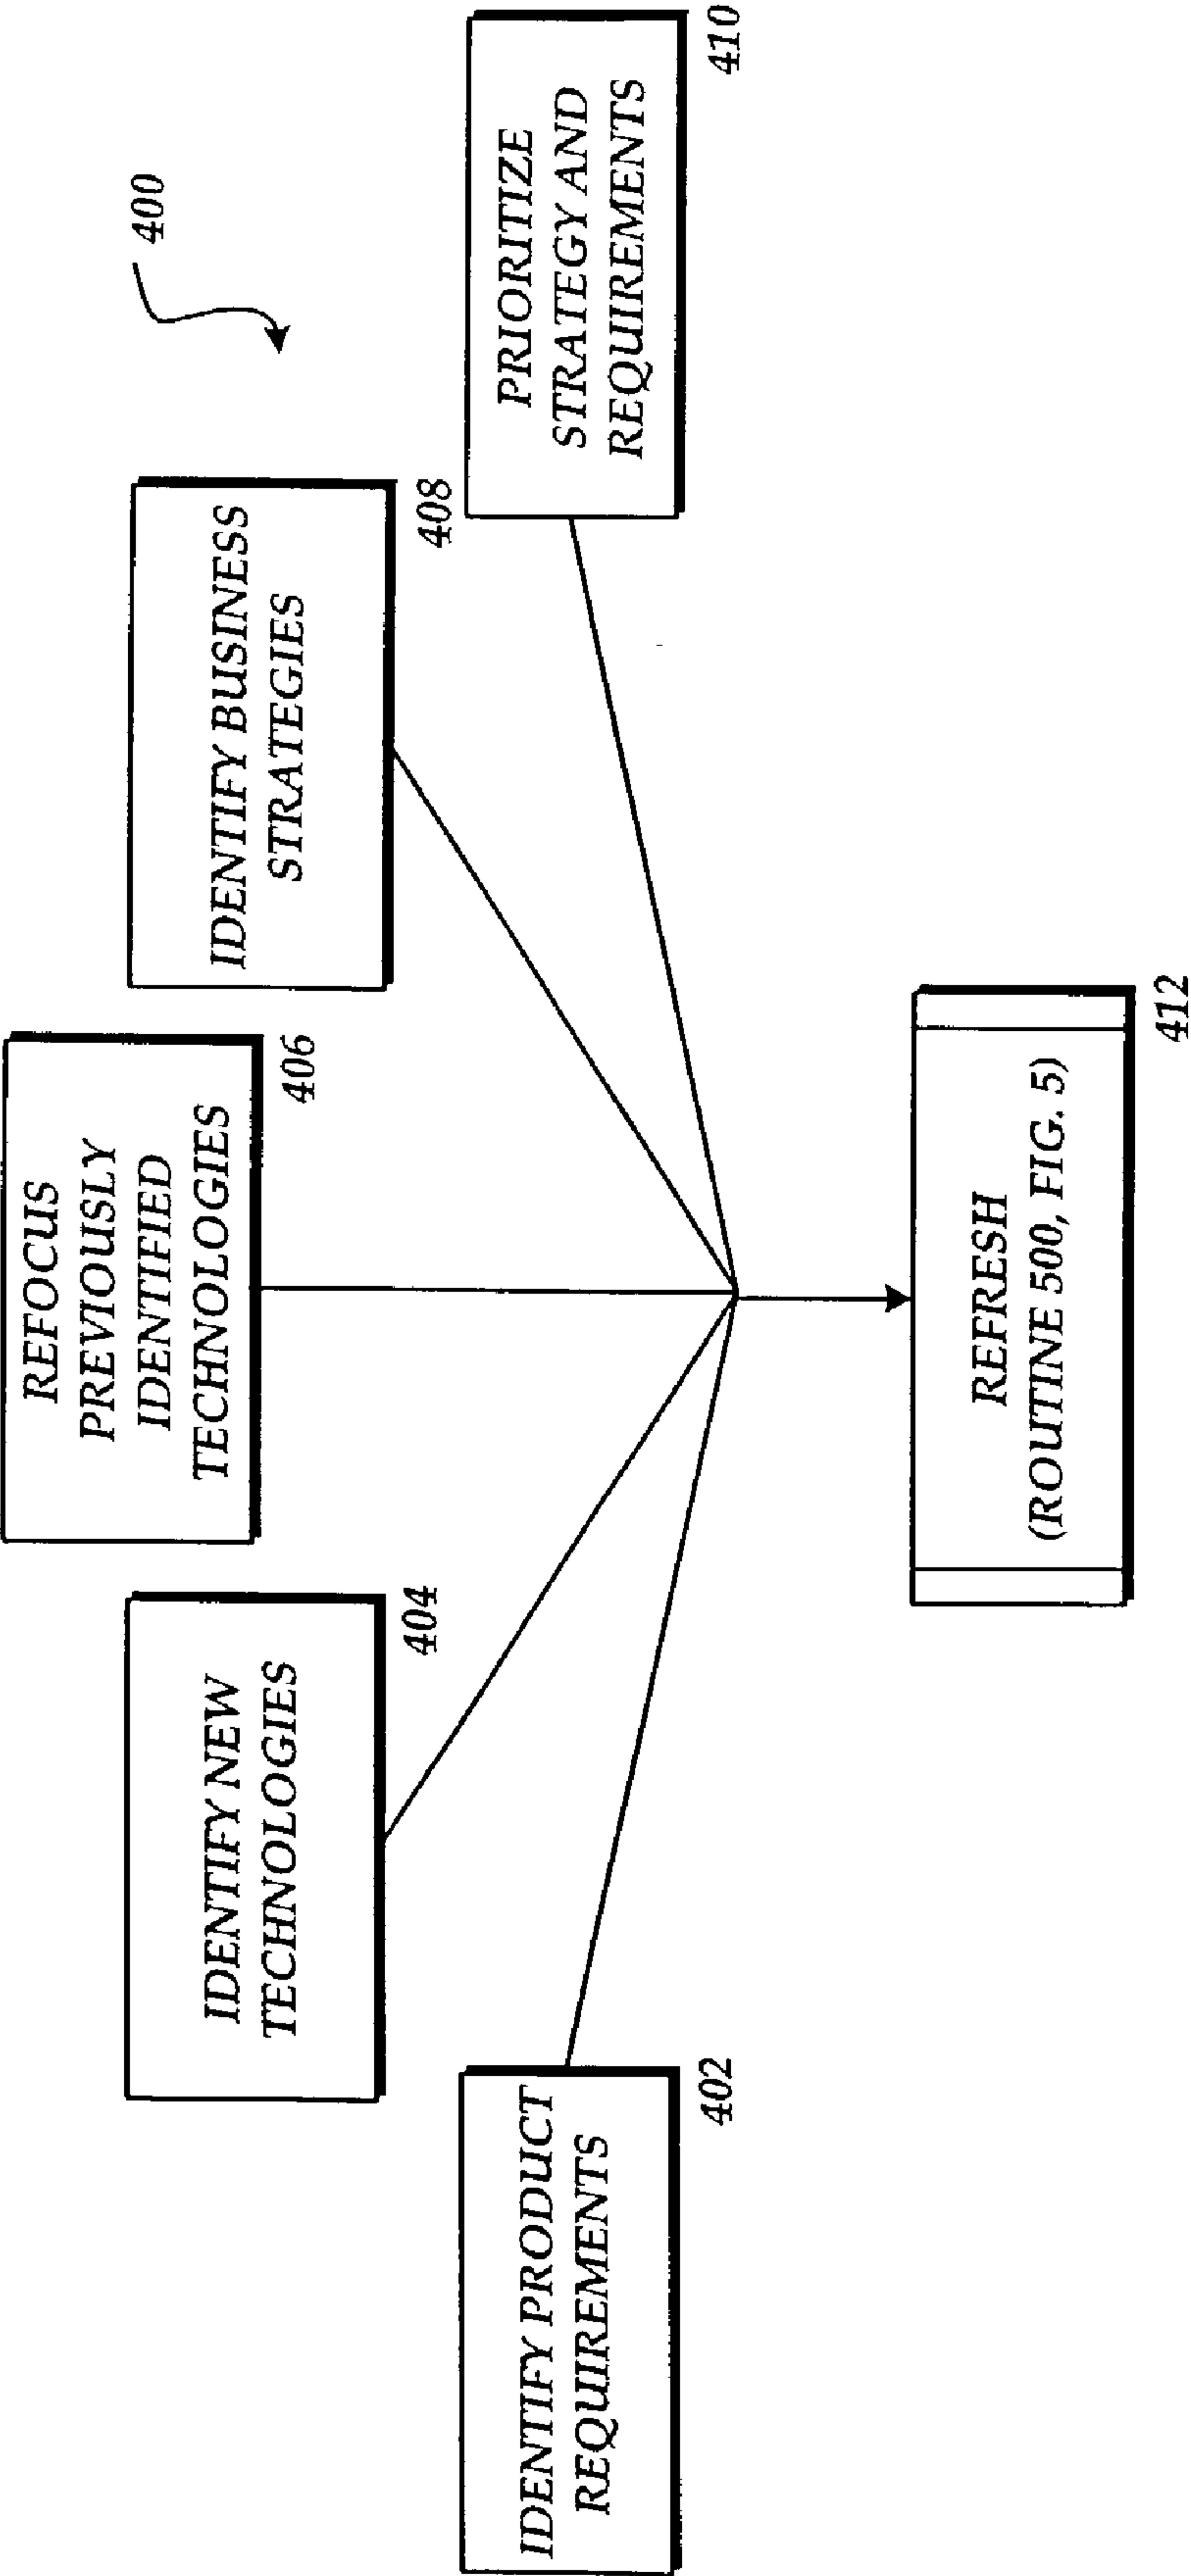 400
REFOCUS
PREVIOUSLY
IDENTIFIED
TECHNOLOGIES
406
IDENTIFY NEW
TECHNOLOGIES
404
IDENTIFY BUSINESS
STRATEGIES
408
IDENTIFY PRODUCT
REQUIREMENTS
402
PRIORITIZE
STRATEGY AND
REQUIREMENTS
410
REFRESH
(ROUTINE 500, FIG. 5)
412